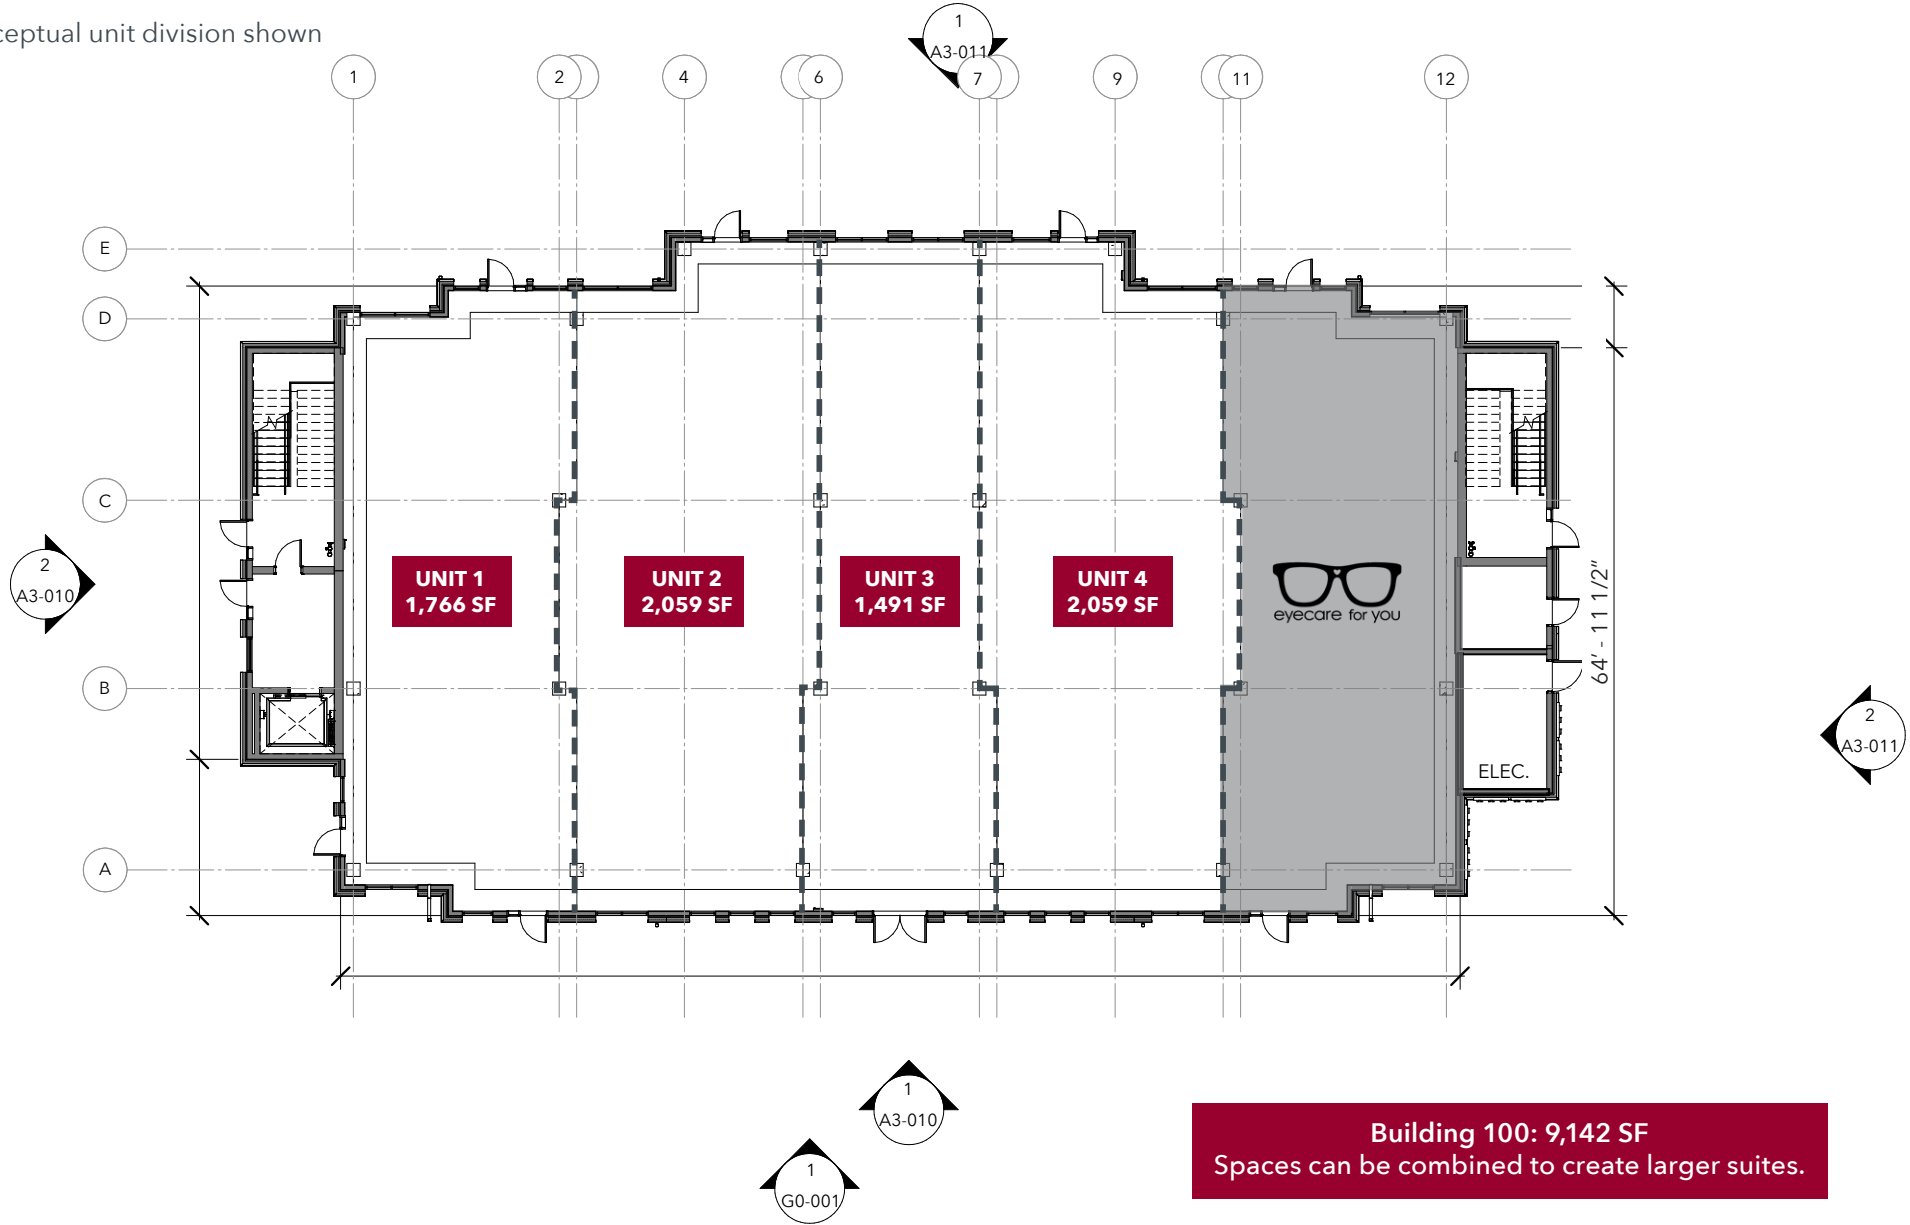 ceptual unit division shown
1
A3-011
1
2
4
6
7
9
11
12
E
D
C
B
A
2
A3-010
UNIT 1
1,766 SF
UNIT 2
2,059 SF
UNIT 3
1,491 SF
UNIT 4
2,059 SF
eyecare for you
64' - 11 1/2"
ELEC.
2
A3-011
1
A3-010
1
G0-001
Building 100: 9,142 SF
Spaces can be combined to create larger suites.